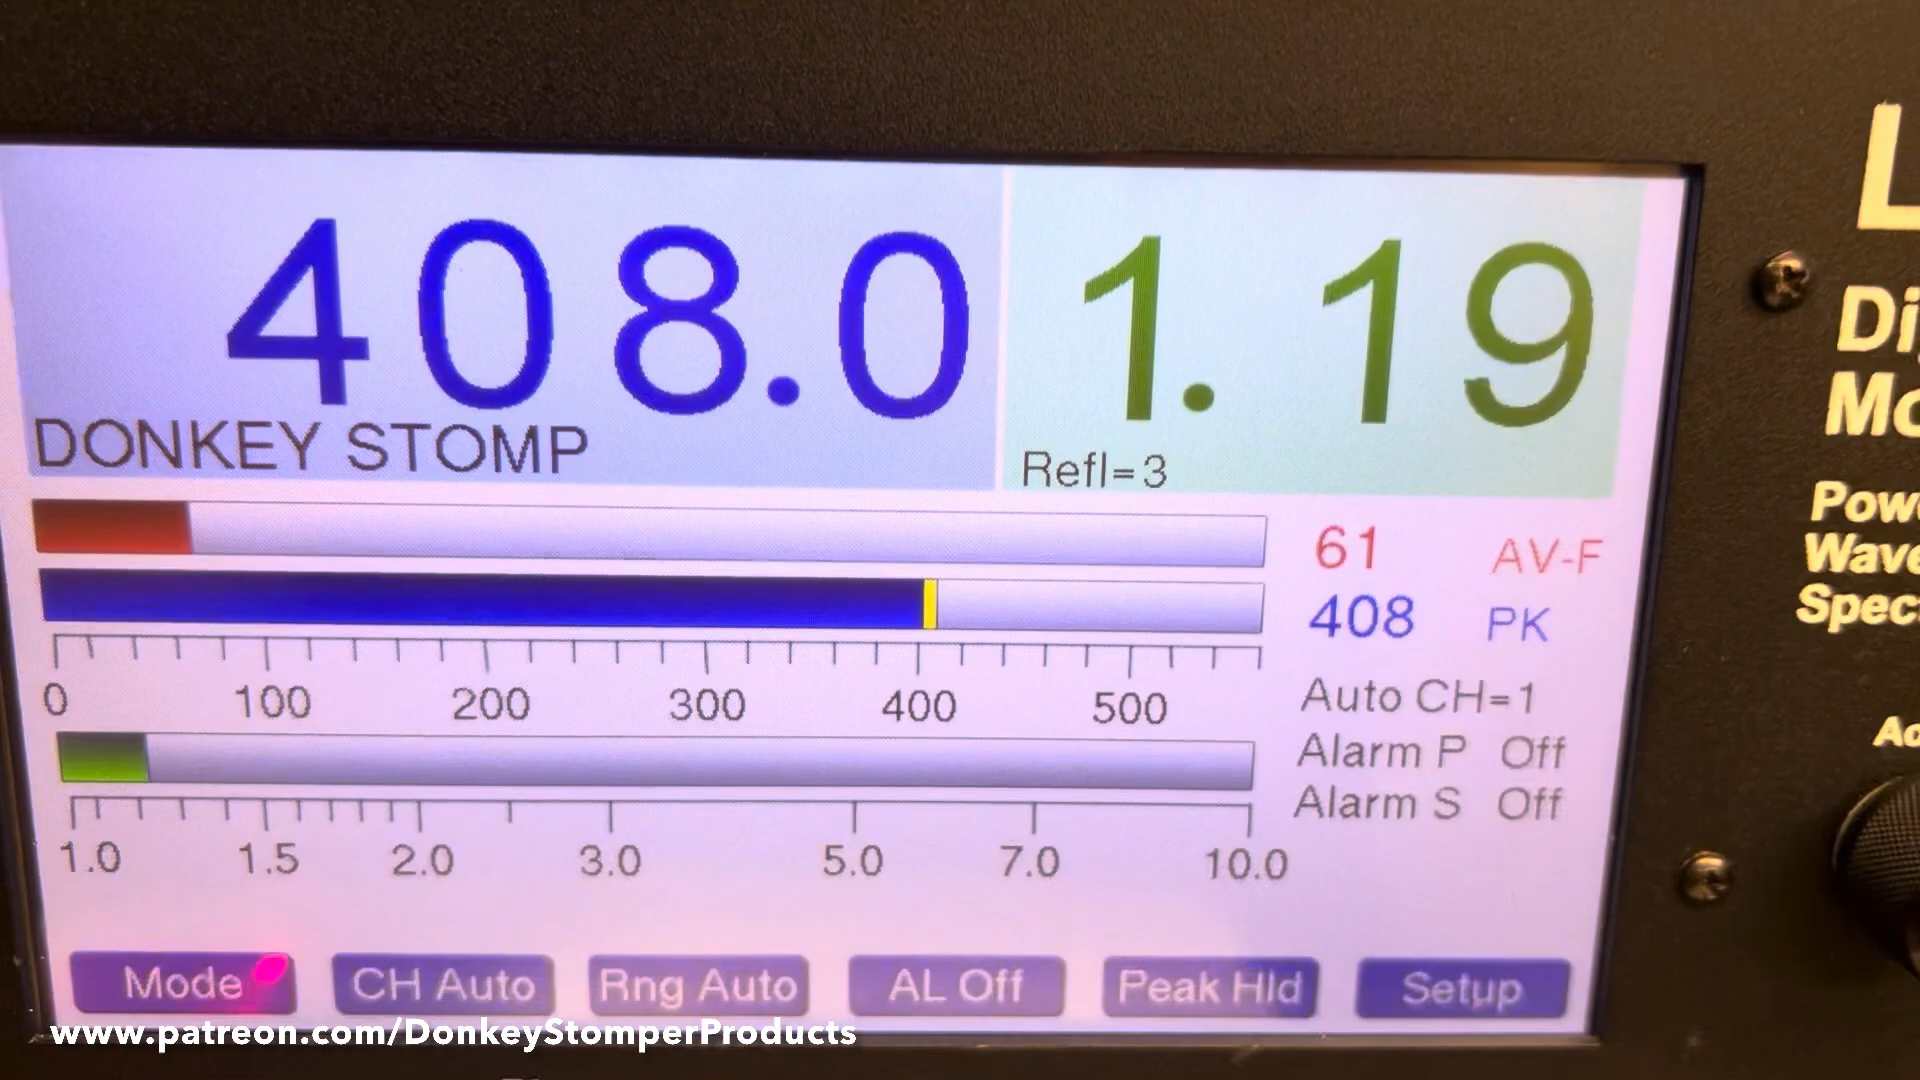 408.0
1.19
DONKEY STOMP
Refl=3
61 AV-F
408 PK
0 100 200 300 400 500
Auto CH=1
Alarm P Off
Alarm S Off
1.0 1.5 2.0 3.0 5.0 7.0 10.0
Mode
CH Auto
Rng Auto
AL Off
Peak Hld
Setup
www.patreon.com/DonkeyStomperProducts